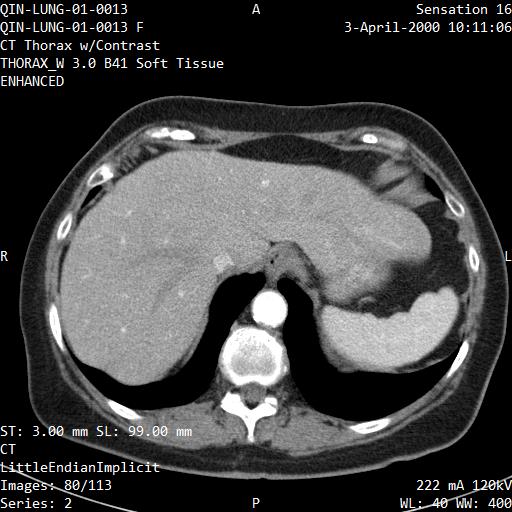 QIN-LUNG-01-0013
A
Sensation 16
QIN-LUNG-01-0013 F
3-April-2000 10:11:06
CT Thorax w/Contrast
THORAX_W 3.0 B41 Soft Tissue
ENHANCED
R
L
ST: 3.00 mm SL: 99.00 mm
CT
LittleEndianImplicit
Images: 80/113
222 mA 120kV
Series: 2
P
WL: 40 WW: 400